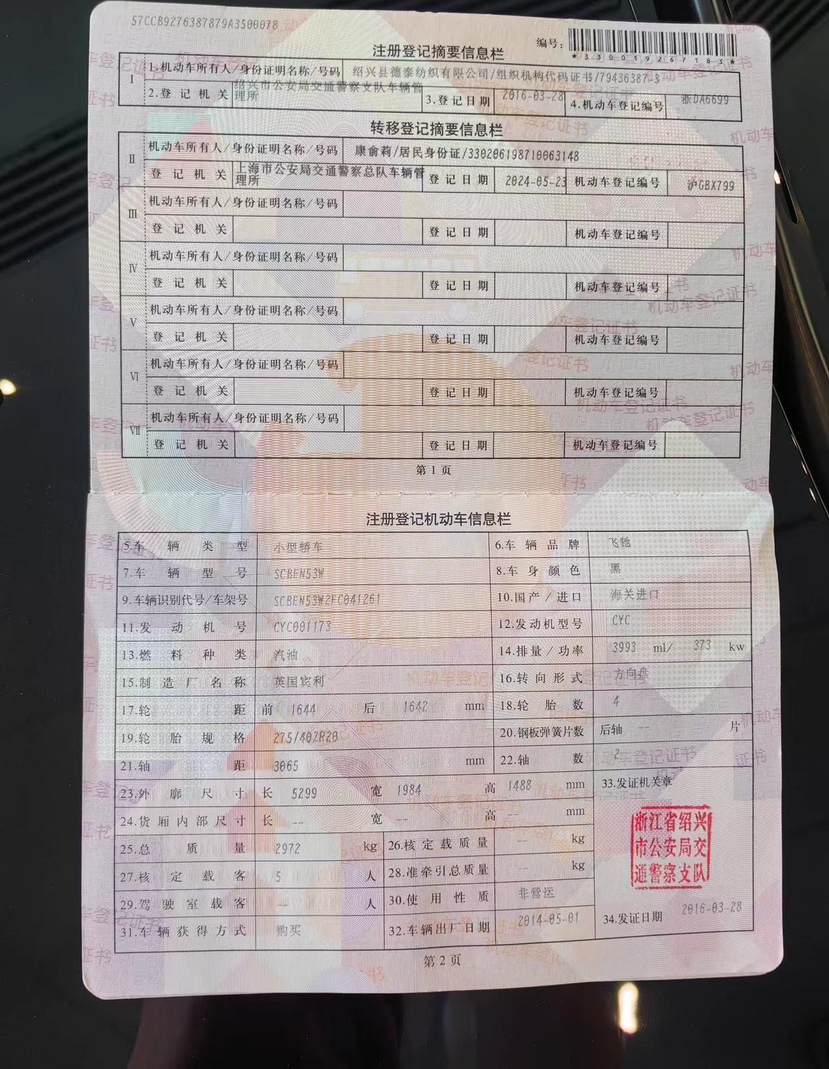 57CCB9276387879A3500078
注册登记摘要信息栏
编号:
*330019267183*
Ⅰ
1.机动车所有人/身份证明名称/号码 绍兴县德泰纺织有限公司/组织机构代码证书/79436387-3
2.登记机关 绍兴市公安局交通警察支队车辆管理所 3.登记日期 2016-03-28 4.机动车登记编号 浙DA6699
转移登记摘要信息栏
Ⅱ
机动车所有人/身份证明名称/号码 康俞莉/居民身份证/330206198710063148
登记机关 上海市公安局交通警察总队车辆管理所 登记日期 2024-05-23 机动车登记编号 沪GBX799
Ⅲ
机动车所有人/身份证明名称/号码
登记机关 登记日期 机动车登记编号
Ⅳ
机动车所有人/身份证明名称/号码
登记机关 登记日期 机动车登记编号
Ⅴ
机动车所有人/身份证明名称/号码
登记机关 登记日期 机动车登记编号
Ⅵ
机动车所有人/身份证明名称/号码
登记机关 登记日期 机动车登记编号
Ⅶ
机动车所有人/身份证明名称/号码
登记机关 登记日期 机动车登记编号
第1页
注册登记机动车信息栏
5.车辆类型 小型轿车 6.车辆品牌 飞驰
7.车辆型号 SCBEN53W 8.车身颜色 黑
9.车辆识别代号/车架号 SCBEN53W2FC041261 10.国产/进口 海关进口
11.发动机号 CYC001173 12.发动机型号 CYC
13.燃料种类 汽油 14.排量/功率 3993 ml/ 373 kw
15.制造厂名称 英国宾利 16.转向形式 方向盘
17.轮距 前 1644 后 1642 mm 18.轮胎数 4
19.轮胎规格 275/40ZR20 20.钢板弹簧片数 后轴 -- 片
21.轴距 3065 mm 22.轴数 2
23.外廓尺寸 长 5299 宽 1984 高 1488 mm 33.发证机关章
24.货厢内部尺寸 长 -- 宽 -- 高 -- mm
25.总质量 2972 kg 26.核定载质量 -- kg
27.核定载客 5 人 28.准牵引总质量 -- kg
29.驾驶室载客 -- 人 30.使用性质 非营运
31.车辆获得方式 购买 32.车辆出厂日期 2014-05-01 34.发证日期 2016-03-28
浙江省绍兴
市公安局交
通警察支队
第2页